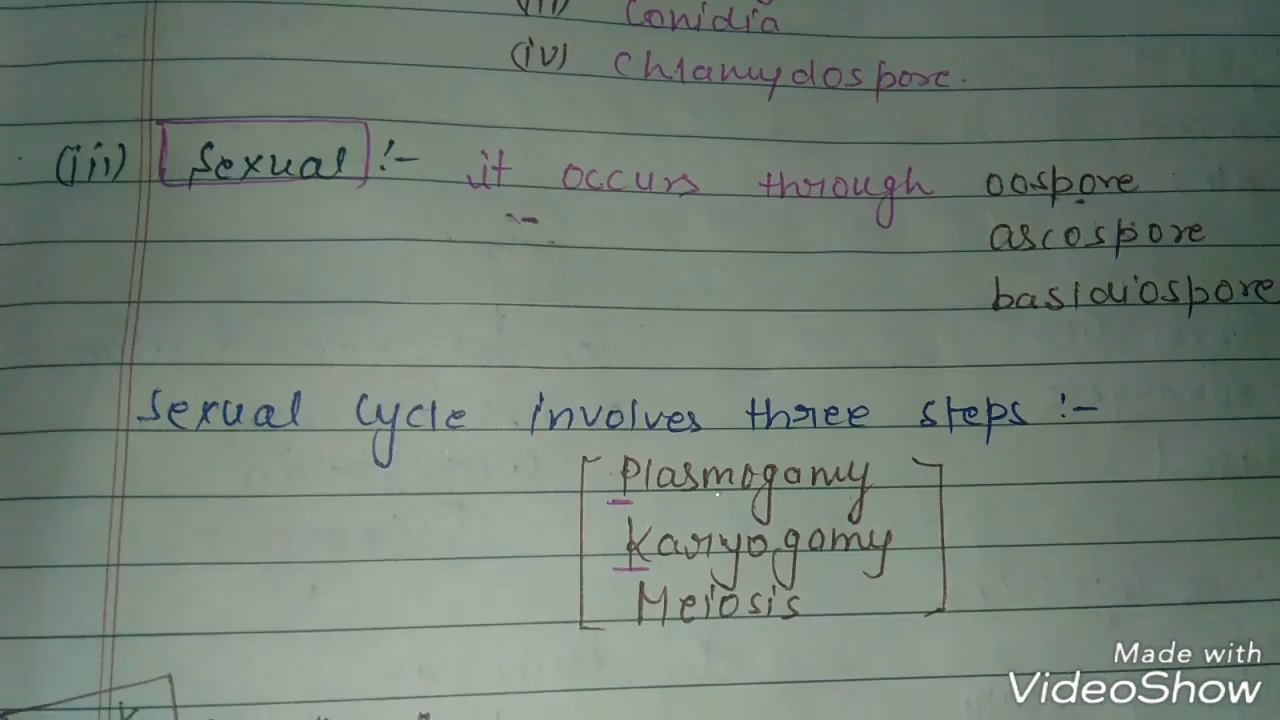 (iii) Conidia
(iv) Chlamydospore.
(iii) Sexual :- it occurs through oospore
ascospore
basidiospore
Sexual cycle involves three steps :-
Plasmogamy
Karyogamy
Meiosis
Made with
VideoShow